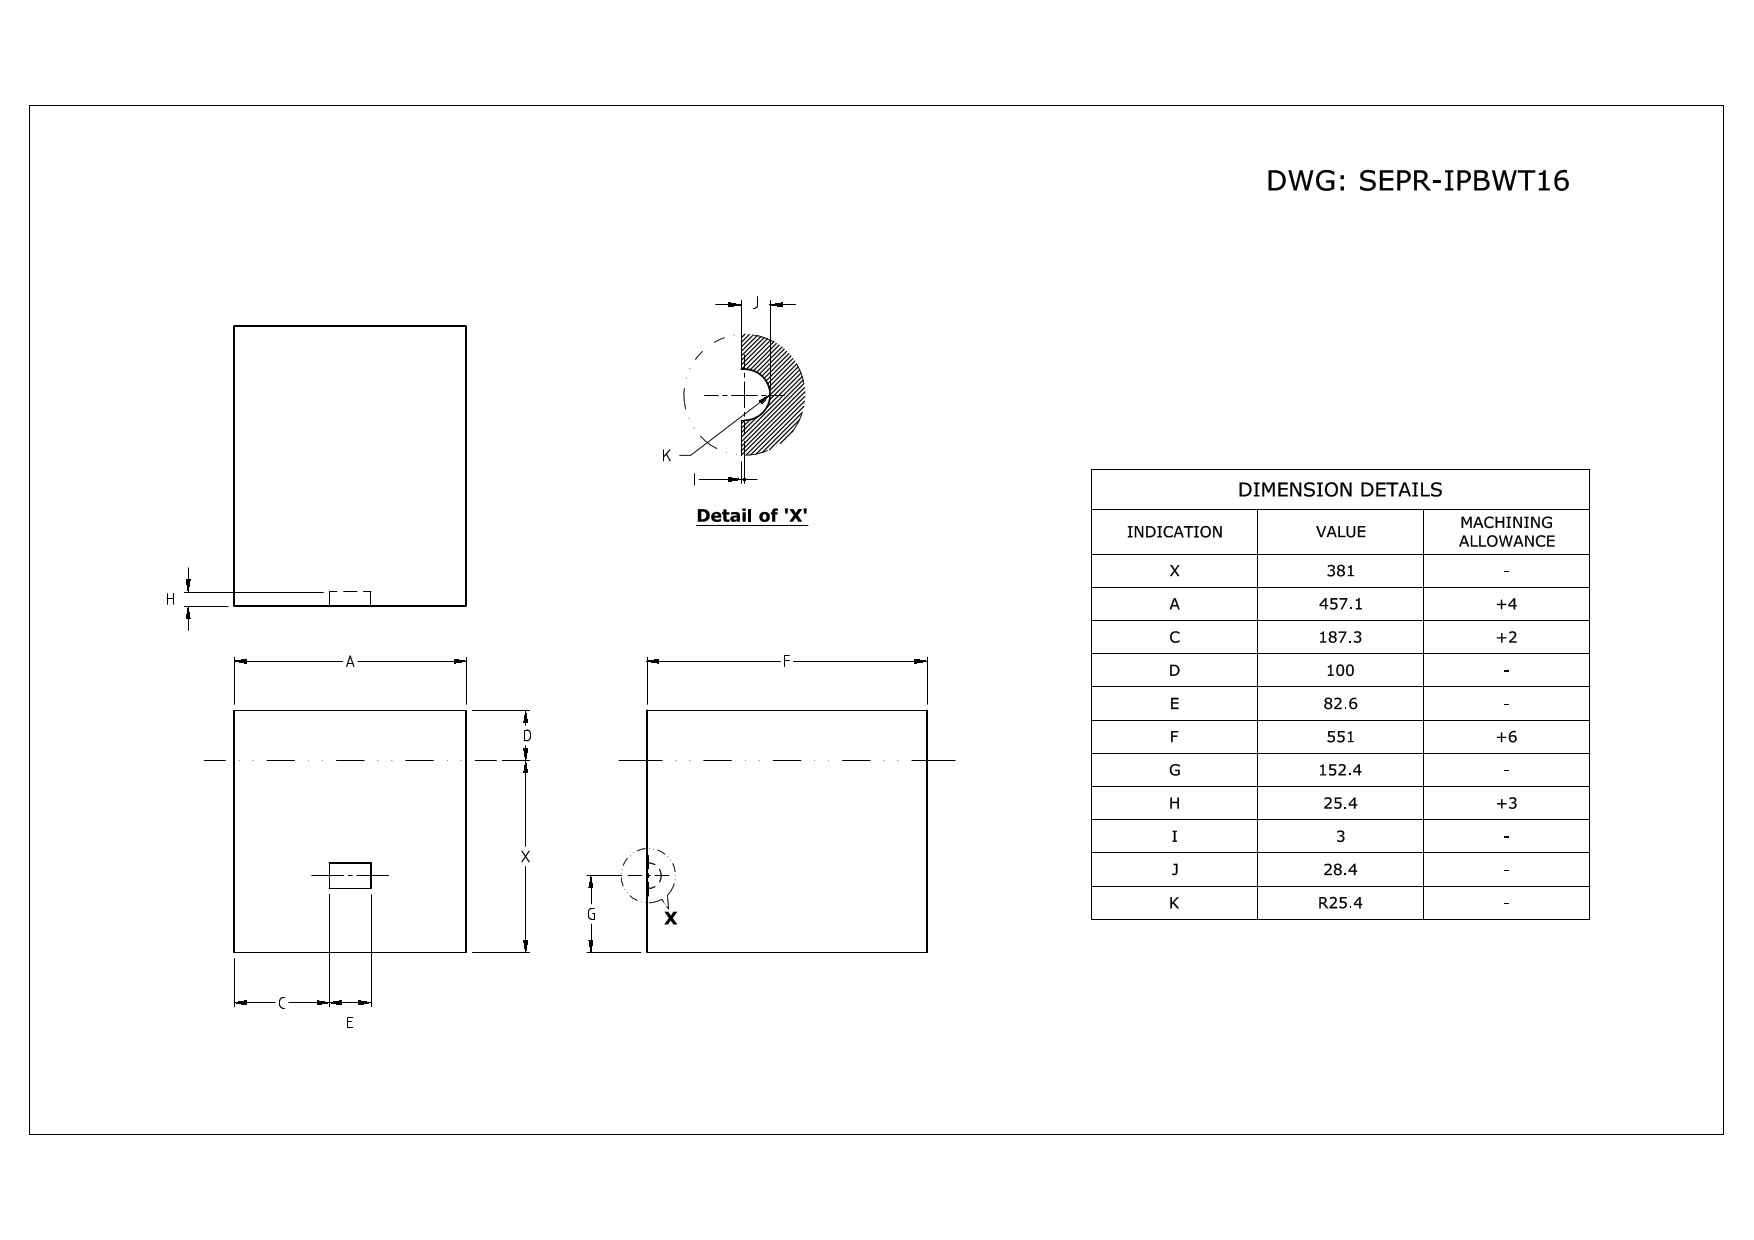 DWG: SEPR-IPBWT16
J
K
I
Detail of 'X'
H
A
F
D
X
G
X
C
E
DIMENSION DETAILS
INDICATION VALUE MACHINING ALLOWANCE
X 381 -
A 457.1 +4
C 187.3 +2
D 100 -
E 82.6 -
F 551 +6
G 152.4 -
H 25.4 +3
I 3 -
J 28.4 -
K R25.4 -